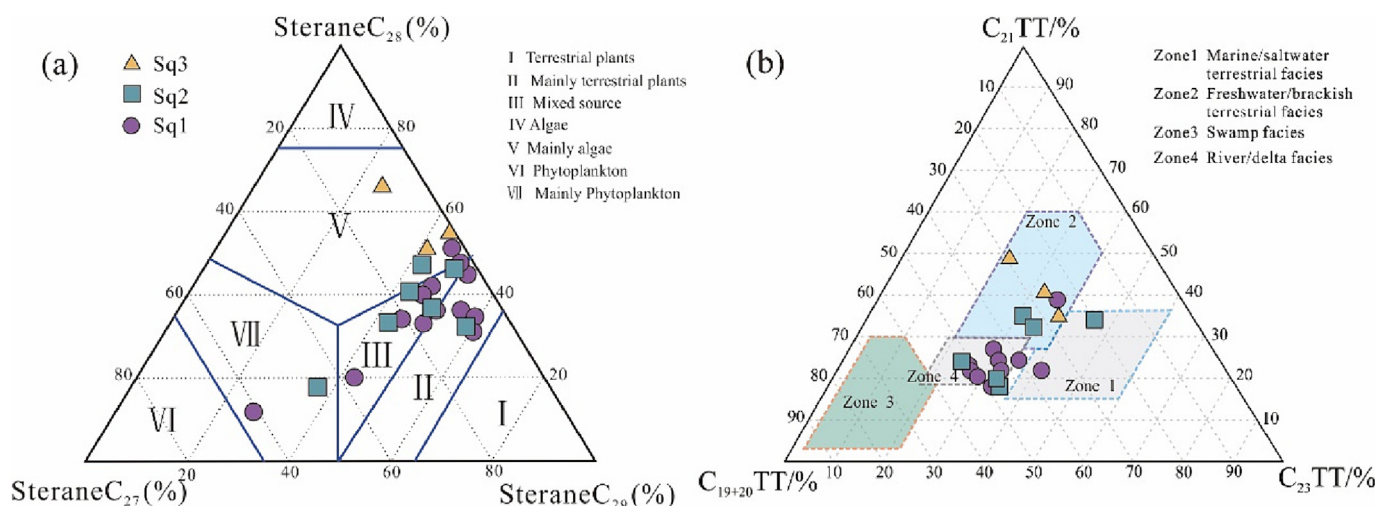 (a)
SteraneC28(%)
Sq3
Sq2
Sq1
I Terrestrial plants
II Mainly terrestrial plants
III Mixed source
IV Algae
V Mainly algae
VI Phytoplankton
VII Mainly Phytoplankton
IV
20 80
40 60
V
60 40
VII
III
80 20
VI
II
I
20 40 60 80
SteraneC27(%)
SteraneC29(%)
(b)
C21TT/%
Zone1 Marine/saltwater
terrestrial facies
Zone2 Freshwater/brackish
terrestrial facies
Zone3 Swamp facies
Zone4 River/delta facies
10 90
20 80
30 70
40 60
Zone 2
50 50
60 40
70 30
Zone 4
80 20
Zone 1
Zone 3
90 10
10 20 30 40 50 60 70 80 90
C19+20TT/%
C23TT/%